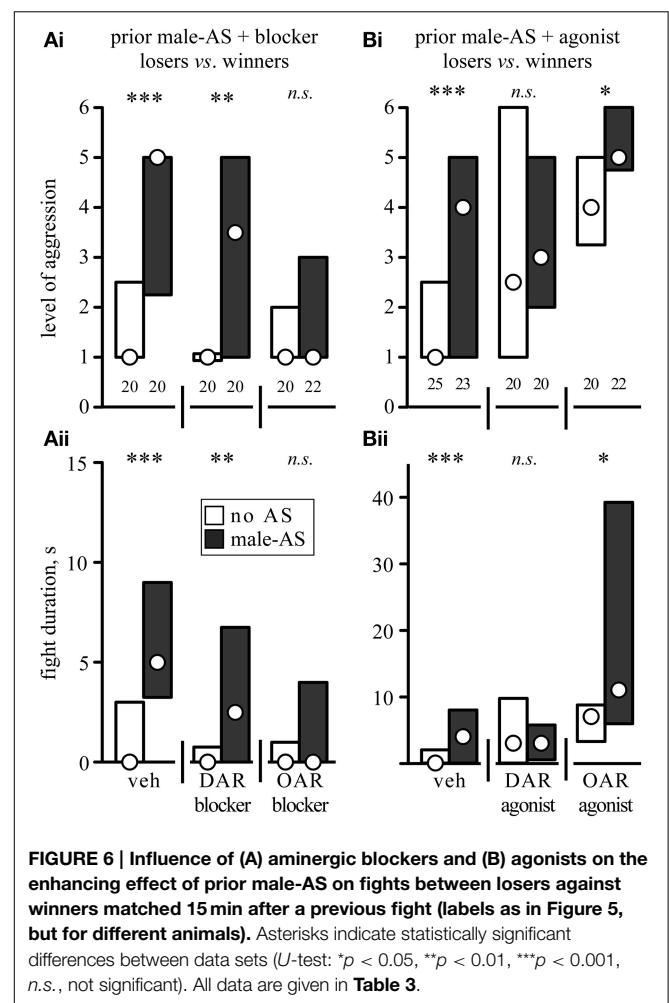 Ai prior male-AS + blocker
losers vs. winners
*** ** n.s.
level of aggression
6
5
4
3
2
1
0
20 20 20 20 20 22
Bi prior male-AS + agonist
losers vs. winners
*** n.s. *
6
5
4
3
2
1
0
25 23 20 20 20 22
Aii
*** ** n.s.
fight duration, s
15
10
5
0
no AS
male-AS
veh DAR OAR
blocker blocker
Bii
*** n.s. *
40
30
20
10
veh DAR OAR
agonist agonist
FIGURE 6 | Influence of (A) aminergic blockers and (B) agonists on the
enhancing effect of prior male-AS on fights between losers against
winners matched 15 min after a previous fight (labels as in Figure 5,
but for different animals). Asterisks indicate statistically significant
differences between data sets (U-test: *p < 0.05, **p < 0.01, ***p < 0.001,
n.s., not significant). All data are given in Table 3.